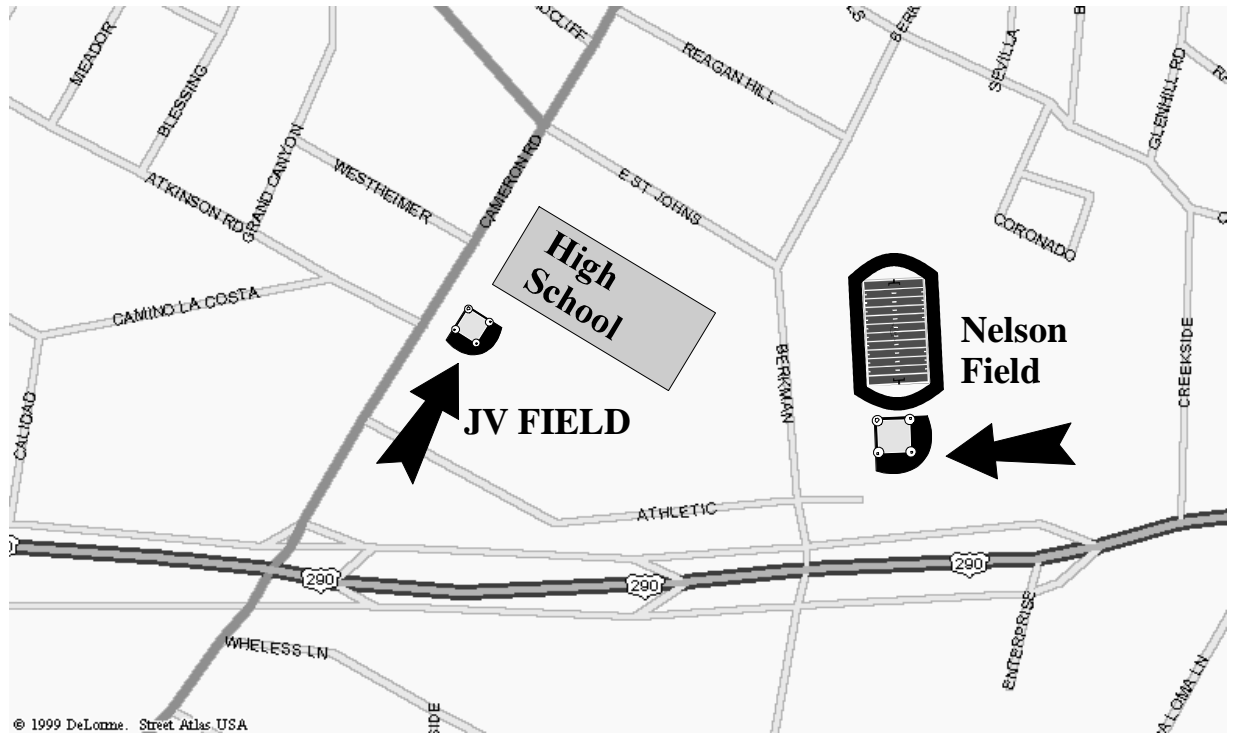 MEADOR
BLESSING
GRAND CANYON
WESTHEIMER
ATKINSON RD
CAMINO LA COSTA
CALIDAD
CAMERON RD
REAGAN HILL
E ST JOHNS
BERKMAN
SEVILLA
GLENHILL RD
CORONADO
CREEKSIDE
High
School
JV FIELD
Nelson
Field
ATHLETIC
290
290
290
ENTERPRISE
WHELESS LN
© 1999 DeLorme. Street Atlas USA